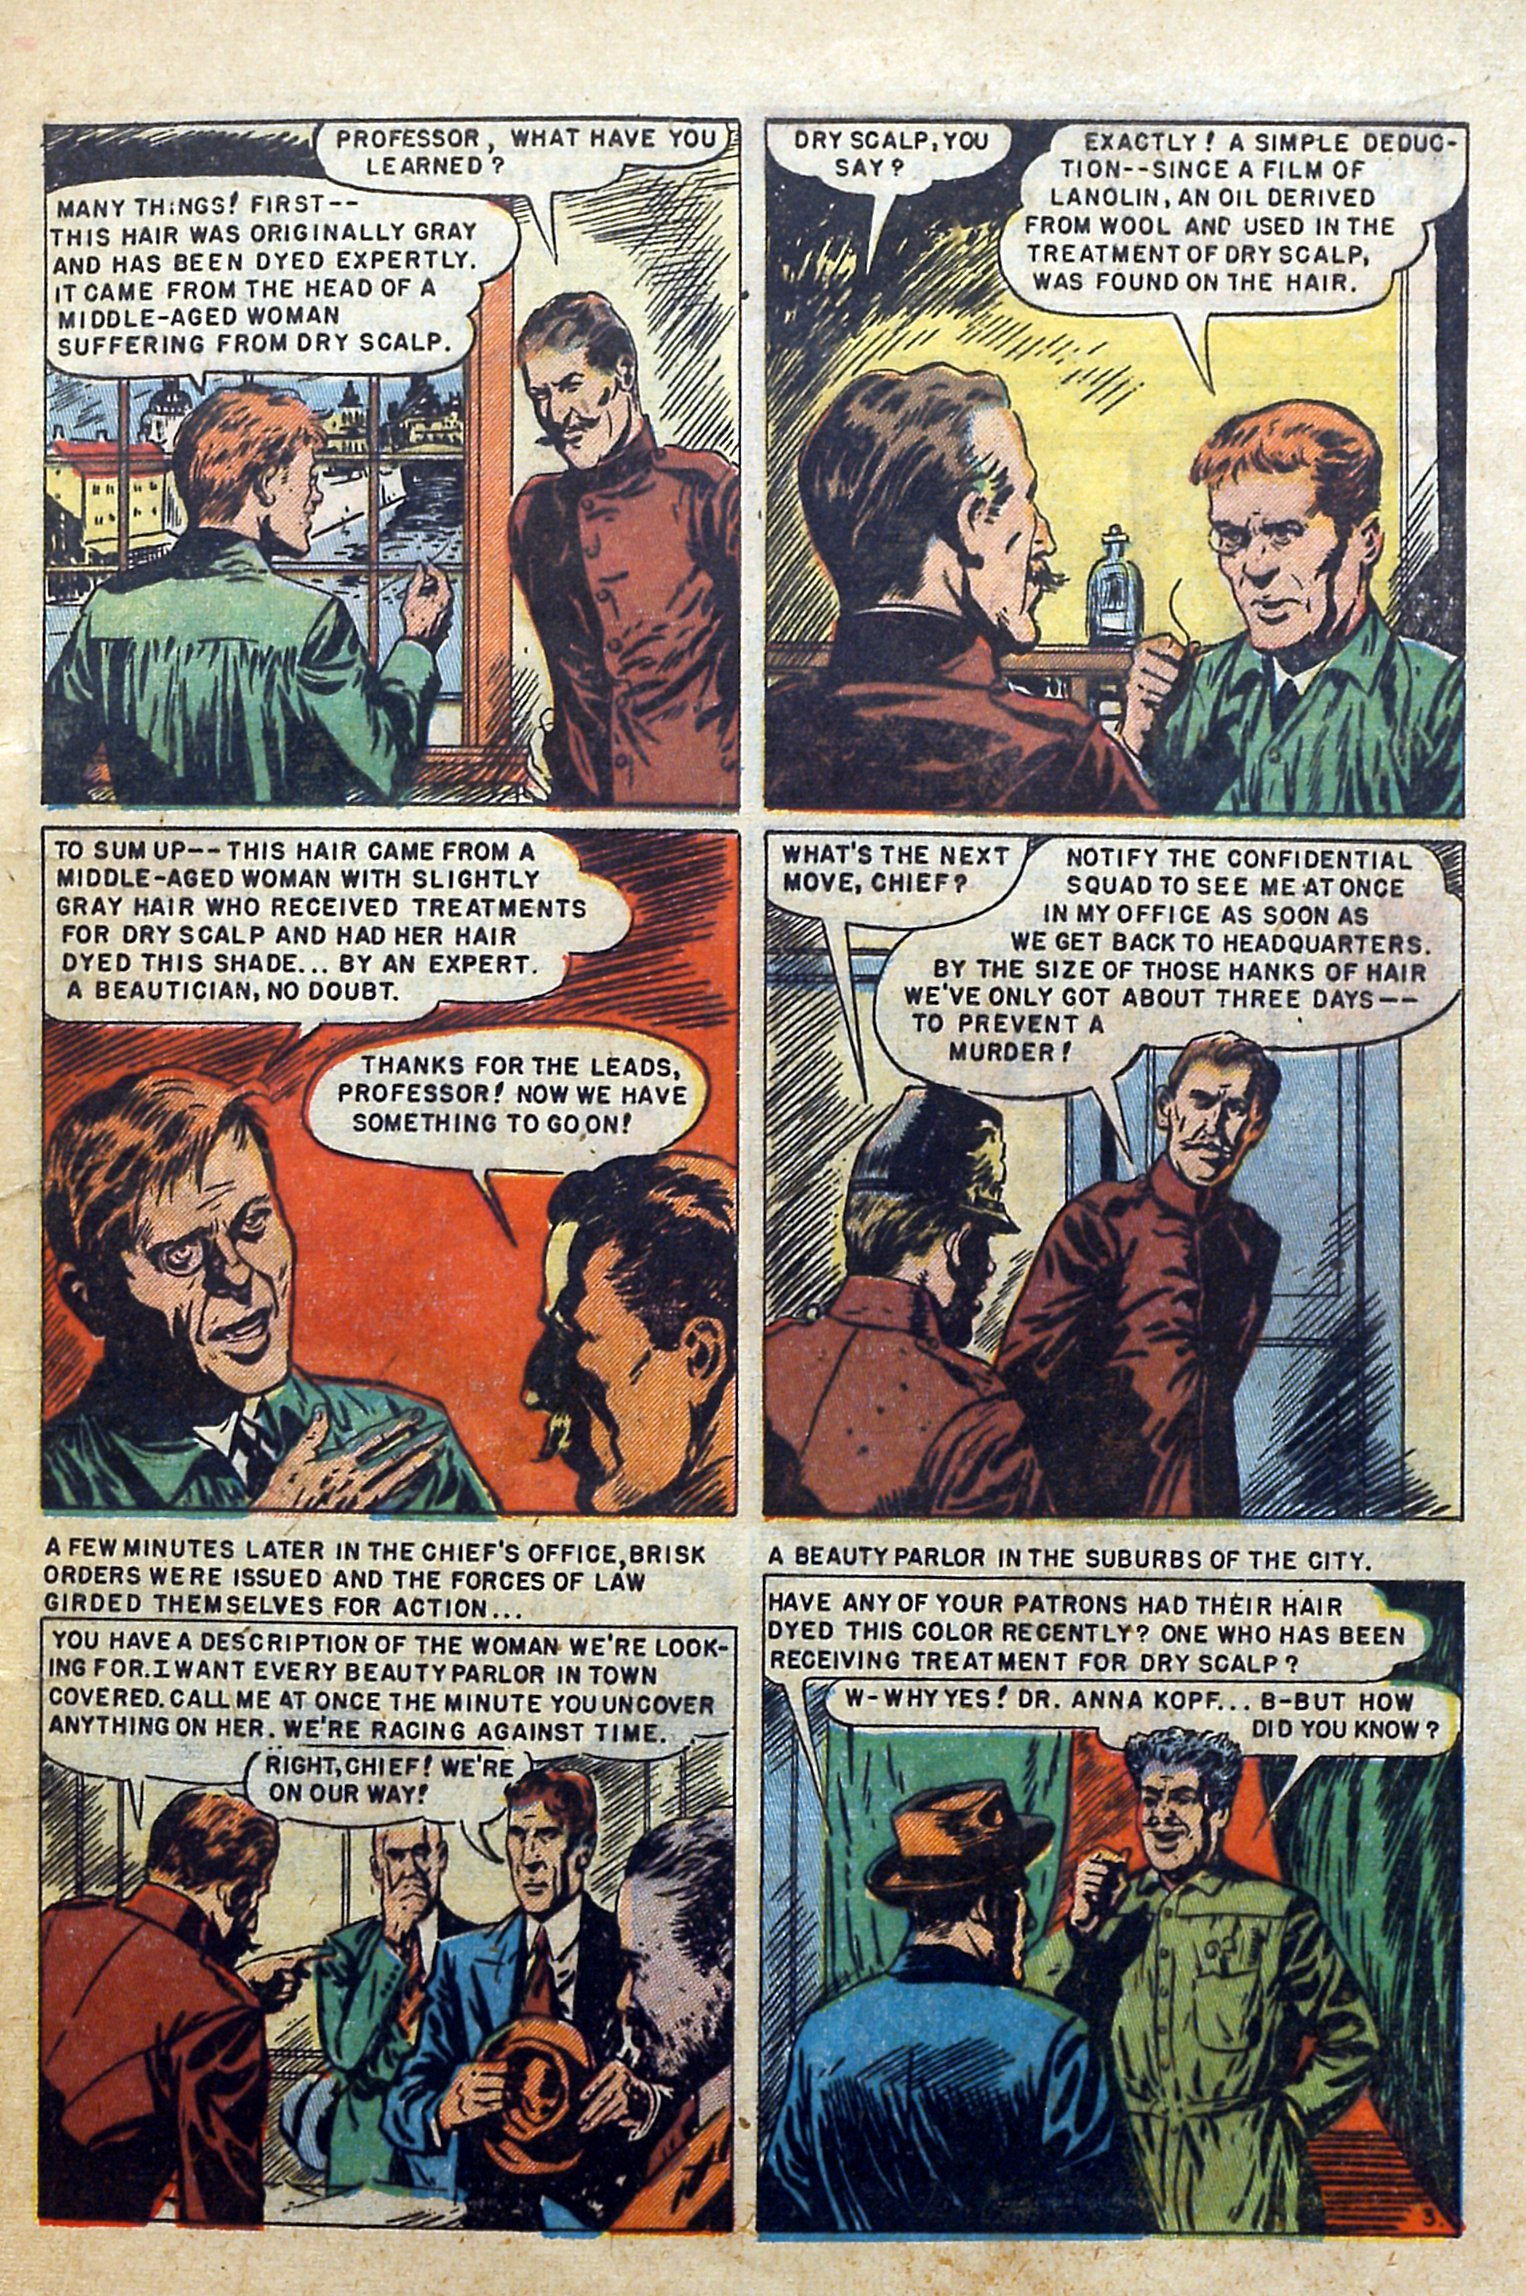 PROFESSOR, WHAT HAVE YOU
LEARNED?
MANY THINGS! FIRST--
THIS HAIR WAS ORIGINALLY GRAY
AND HAS BEEN DYED EXPERTLY.
IT CAME FROM THE HEAD OF A
MIDDLE-AGED WOMAN
SUFFERING FROM DRY SCALP.
DRY SCALP, YOU
SAY?
EXACTLY! A SIMPLE DEDUC-
TION--SINCE A FILM OF
LANOLIN, AN OIL DERIVED
FROM WOOL AND USED IN THE
TREATMENT OF DRY SCALP,
WAS FOUND ON THE HAIR.
TO SUM UP-- THIS HAIR CAME FROM A
MIDDLE-AGED WOMAN WITH SLIGHTLY
GRAY HAIR WHO RECEIVED TREATMENTS
FOR DRY SCALP AND HAD HER HAIR
DYED THIS SHADE... BY AN EXPERT.
A BEAUTICIAN, NO DOUBT.
THANKS FOR THE LEADS,
PROFESSOR! NOW WE HAVE
SOMETHING TO GO ON!
WHAT'S THE NEXT
MOVE, CHIEF?
NOTIFY THE CONFIDENTIAL
SQUAD TO SEE ME AT ONCE
IN MY OFFICE AS SOON AS
WE GET BACK TO HEADQUARTERS.
BY THE SIZE OF THOSE HANKS OF HAIR
WE'VE ONLY GOT ABOUT THREE DAYS--
TO PREVENT A
MURDER!
A FEW MINUTES LATER IN THE CHIEF'S OFFICE, BRISK
ORDERS WERE ISSUED AND THE FORCES OF LAW
GIRDED THEMSELVES FOR ACTION...
YOU HAVE A DESCRIPTION OF THE WOMAN WE'RE LOOK-
ING FOR. I WANT EVERY BEAUTY PARLOR IN TOWN
COVERED. CALL ME AT ONCE THE MINUTE YOU UNCOVER
ANYTHING ON HER. WE'RE RACING AGAINST TIME...
RIGHT, CHIEF! WE'RE
ON OUR WAY!
A BEAUTY PARLOR IN THE SUBURBS OF THE CITY.
HAVE ANY OF YOUR PATRONS HAD THEIR HAIR
DYED THIS COLOR RECENTLY? ONE WHO HAS BEEN
RECEIVING TREATMENT FOR DRY SCALP?
W-WHY YES! DR. ANNA KOPF... B-BUT HOW
DID YOU KNOW?
3.